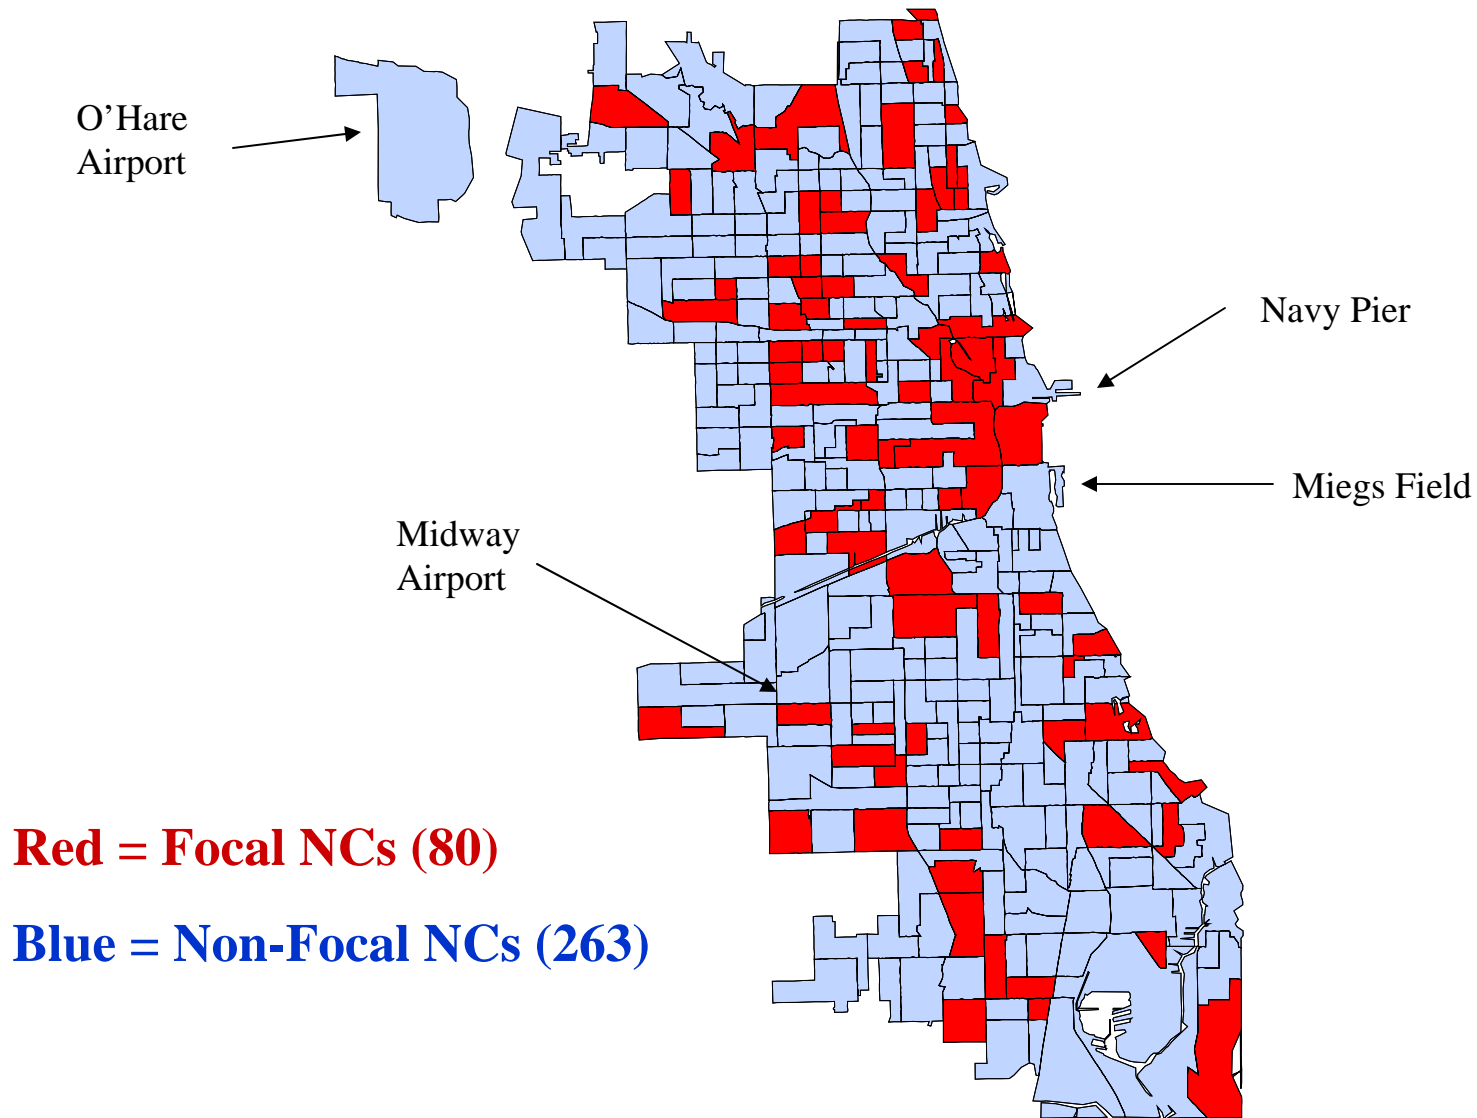 O’Hare
Airport
Navy Pier
Miegs Field
Midway
Airport
Red = Focal NCs (80)
Blue = Non-Focal NCs (263)